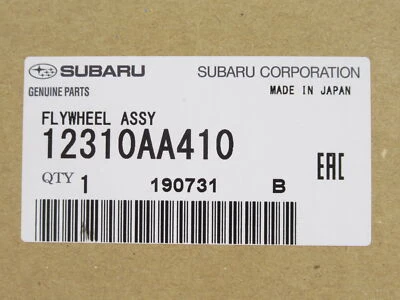 SUBARU SUBARU CORPORATION
GENUINE PARTS MADE IN JAPAN
FLYWHEEL ASSY
12310AA410
EAC
QTY 1 190731 B